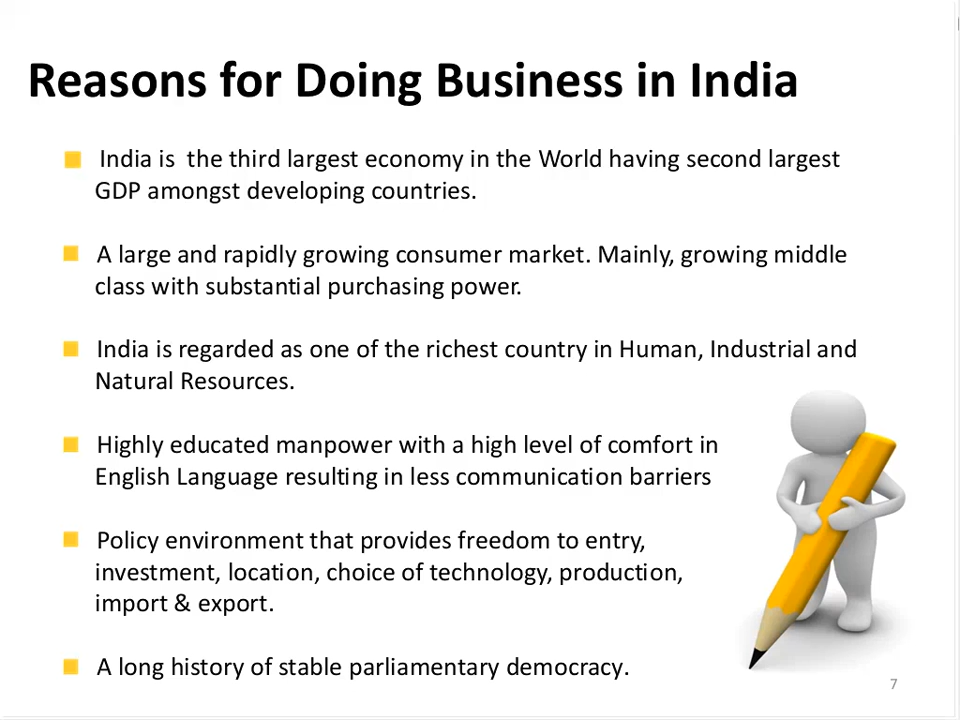 Reasons for Doing Business in India
India is  the third largest economy in the World having second largest
GDP amongst developing countries.
A large and rapidly growing consumer market. Mainly, growing middle
class with substantial purchasing power.
India is regarded as one of the richest country in Human, Industrial and
Natural Resources.
Highly educated manpower with a high level of comfort in
English Language resulting in less communication barriers
Policy environment that provides freedom to entry,
investment, location, choice of technology, production,
import & export.
A long history of stable parliamentary democracy.
7